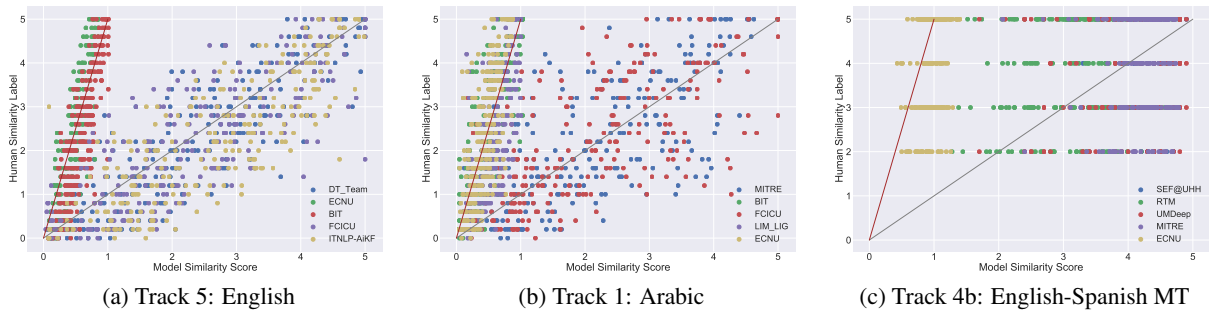 5
4
3
2
1
0
Human Similarity Label
0
1
2
3
4
5
Model Similarity Score
DT_Team
ECNU
BIT
FCICU
ITNLP-AiKF
(a) Track 5: English
5
4
3
2
1
0
Human Similarity Label
0
1
2
3
4
5
Model Similarity Score
MITRE
BIT
FCICU
LIM_LIG
ECNU
(b) Track 1: Arabic
5
4
3
2
1
0
Human Similarity Label
0
1
2
3
4
5
Model Similarity Score
SEF@UHH
RTM
UMDeep
MITRE
ECNU
(c) Track 4b: English-Spanish MT